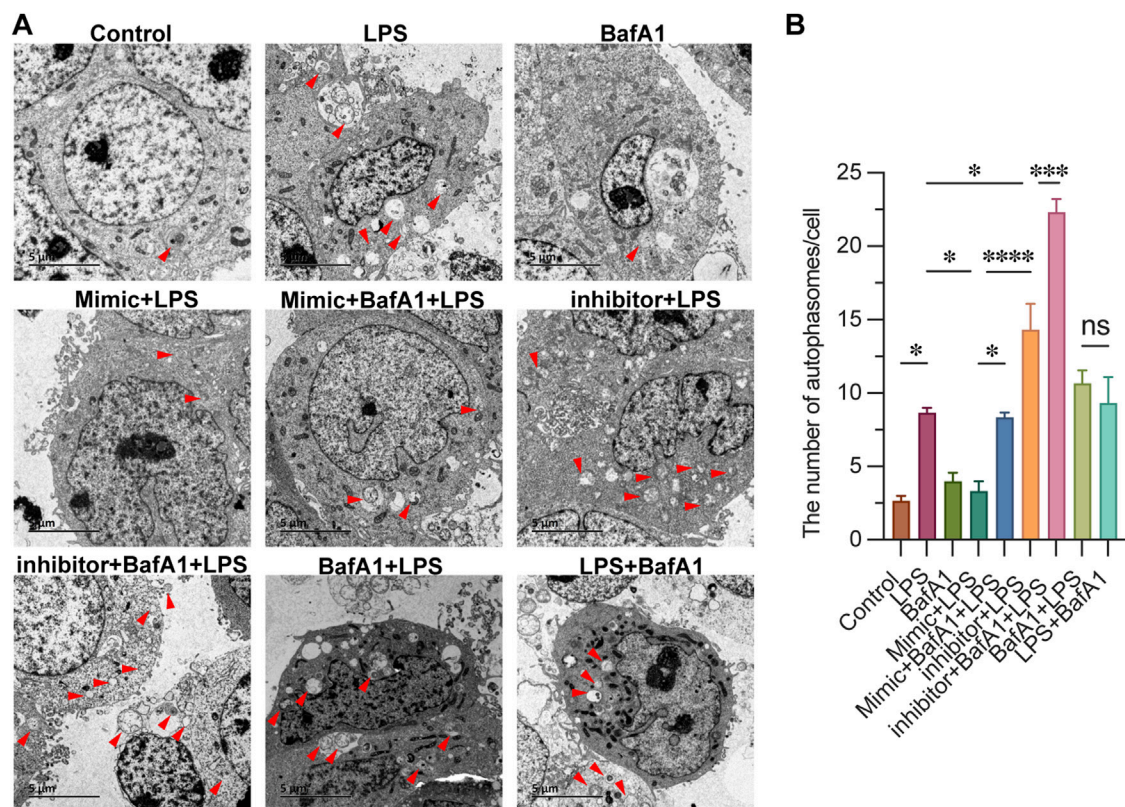 A
Control
LPS
BafA1
5 μm
5 μm
5 μm
Mimic+LPS
Mimic+BafA1+LPS
inhibitor+LPS
5 μm
5 μm
5 μm
inhibitor+BafA1+LPS
BafA1+LPS
LPS+BafA1
5 μm
5 μm
5 μm
B
The number of autophasomes/cell
25
20
15
10
5
0
*
***
*
****
*
*
ns
Control
LPS
BafA1
Mimic+LPS
Mimic+BafA1+LPS
inhibitor+LPS
inhibitor+BafA1+LPS
BafA1+LPS
LPS+BafA1